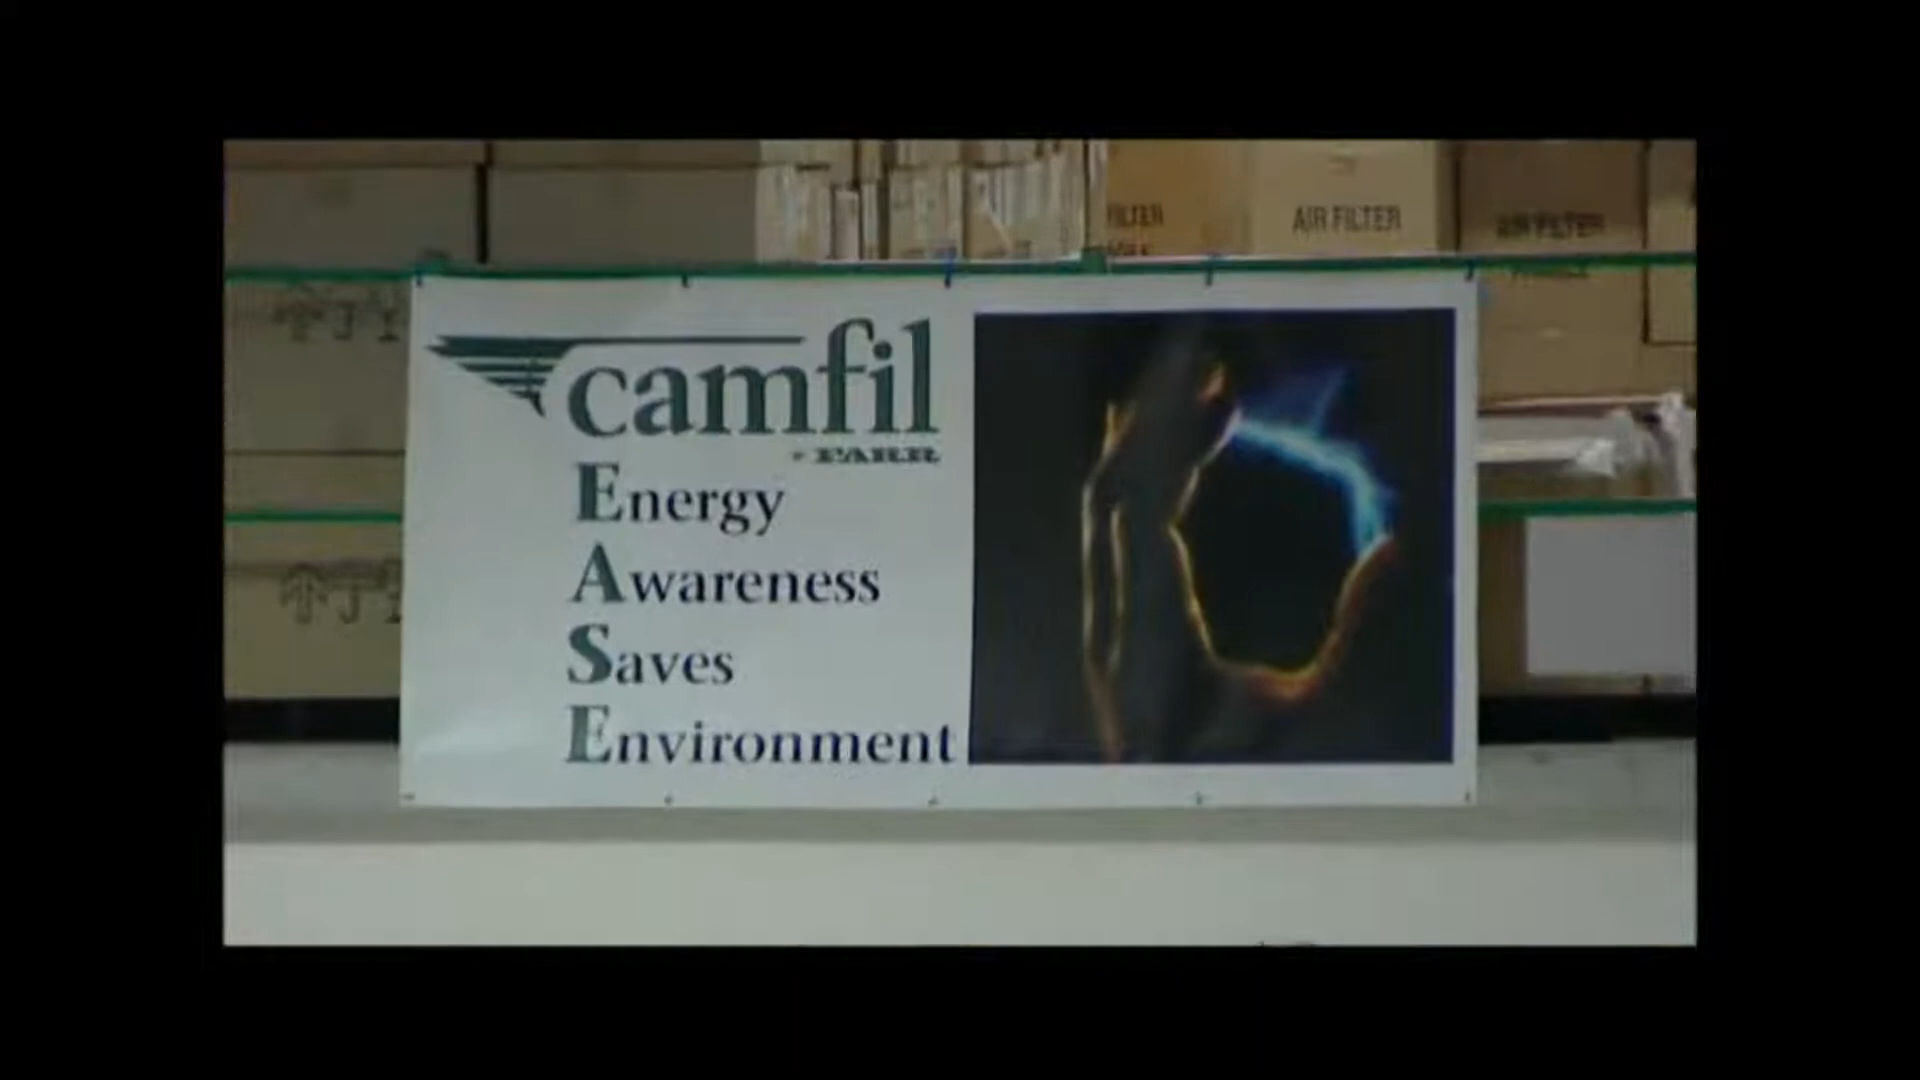 AIR FILTER
AIR FILTER
camfil
FARR
Energy
Awareness
Saves
Environment